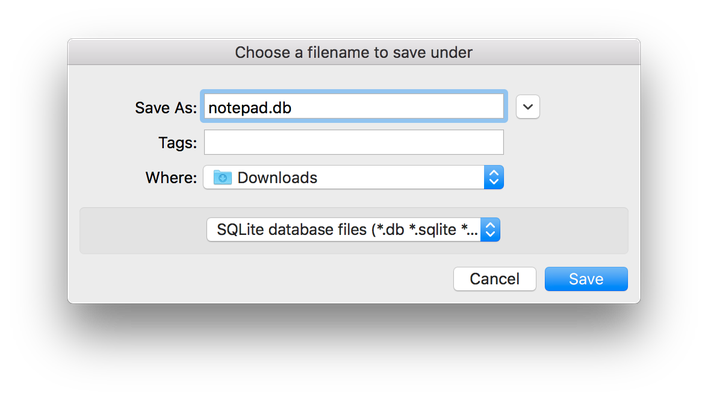 Choose a filename to save under
Save As: notepad.db
Tags:
Where: Downloads
SQLite database files (*.db *.sqlite *...
Cancel Save